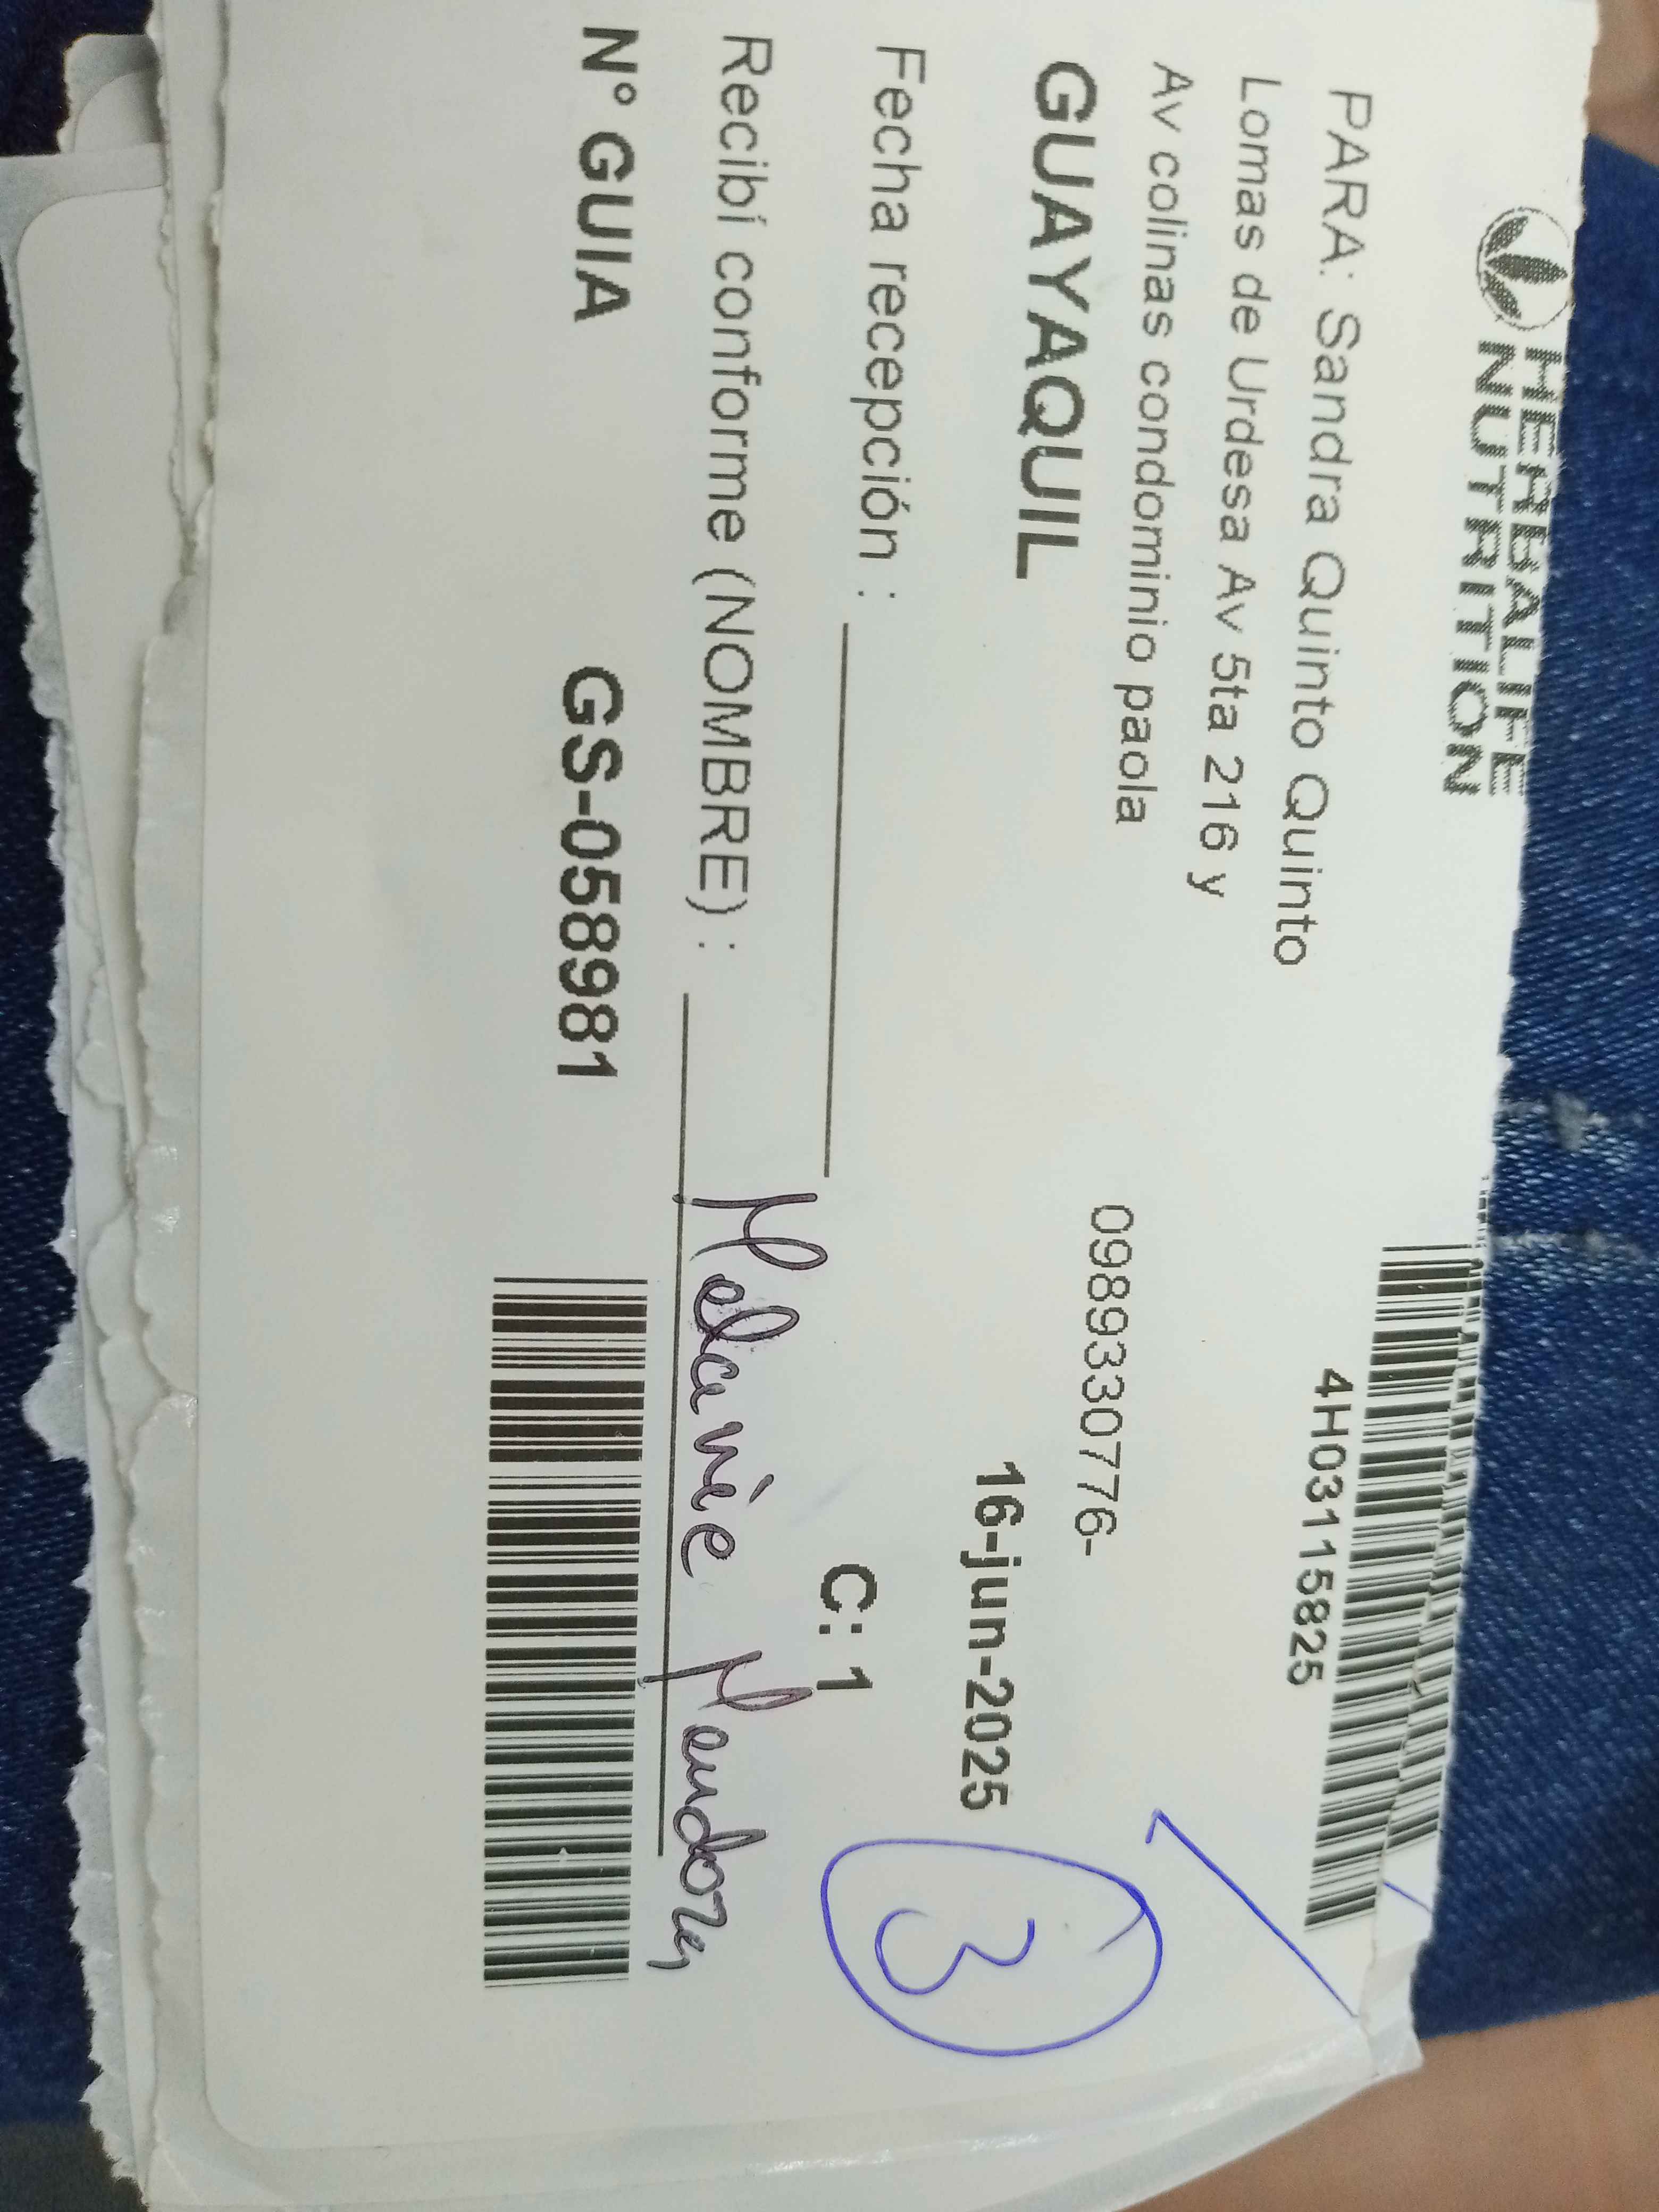 HERBALIFE
NUTRITION
4H03115825
PARA: Sandra Quinto Quinto
Lomas de Urdesa Av 5ta 216 y
Av colinas condominio paola
0989330776-
GUAYAQUIL
16-jun-2025
3
Fecha recepción :
C: 1
Recibí conforme (NOMBRE) : Melanie Mendoza
N° GUIA GS-058981